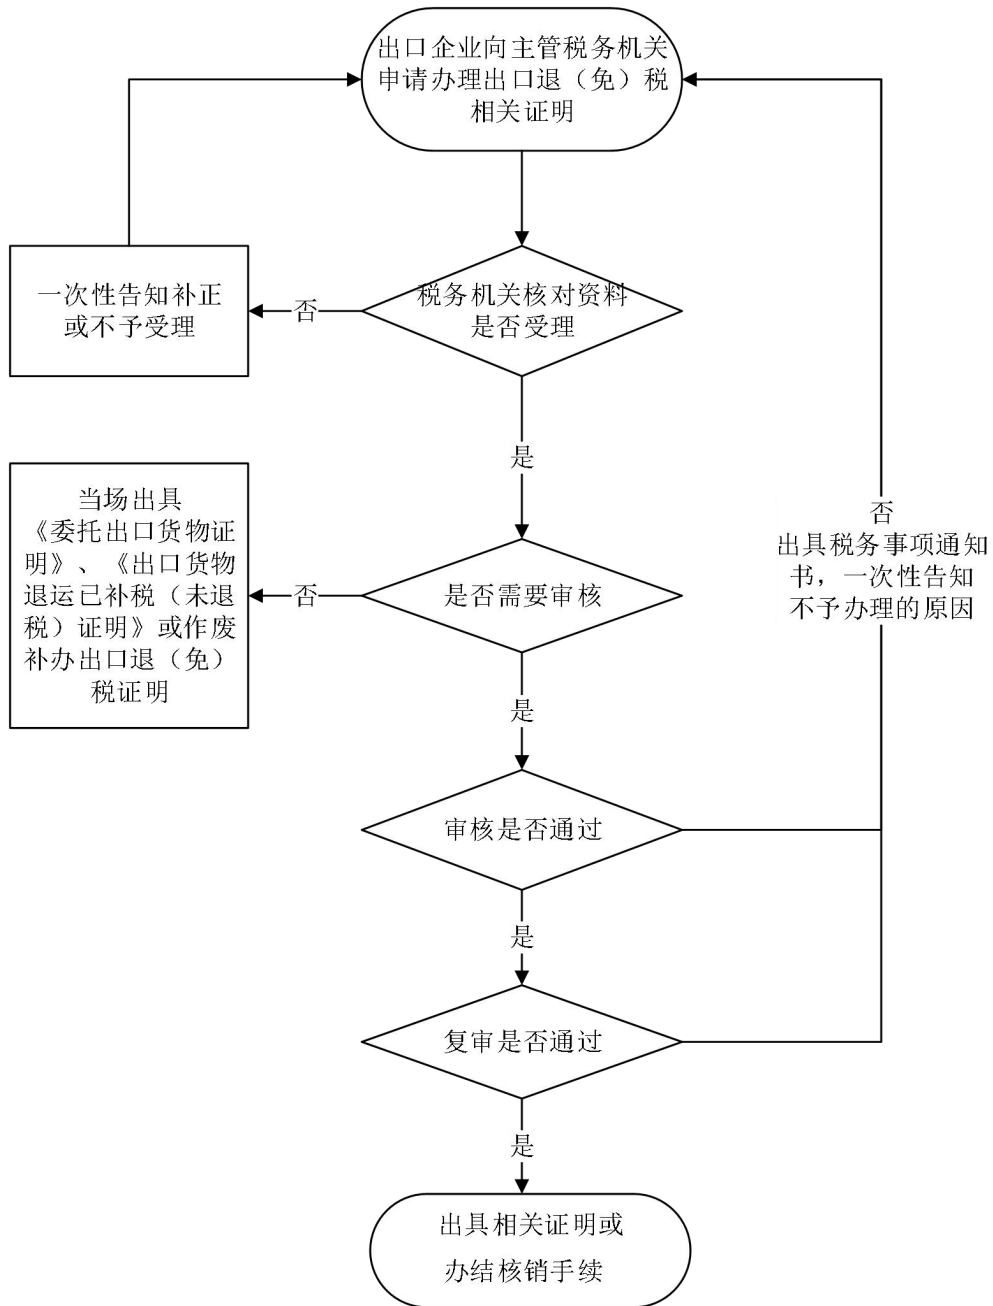 出口企业向主管税务机关
申请办理出口退（免）税
相关证明
一次性告知补正
或不予受理
否
税务机关核对资料
是否受理
是
当场出具
《委托出口货物证
明》、《出口货物
退运已补税（未退
税）证明》或作废
补办出口退（免）
税证明
否
是否需要审核
否
出具税务事项通知
书，一次性告知
不予办理的原因
是
审核是否通过
是
复审是否通过
是
出具相关证明或
办结核销手续